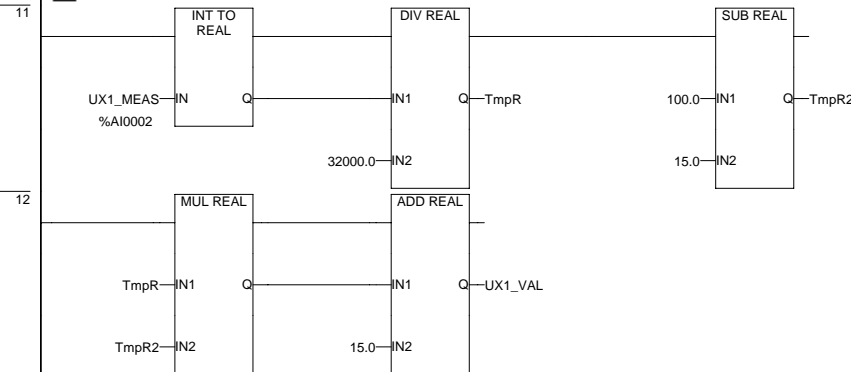 11
INT TO
REAL
DIV REAL
SUB REAL
UX1_MEAS IN Q IN1 Q TmpR 100.0 IN1 Q TmpR2
%AI0002
32000.0 IN2 15.0 IN2
12
MUL REAL ADD REAL
TmpR IN1 Q IN1 Q UX1_VAL
TmpR2 IN2 15.0 IN2